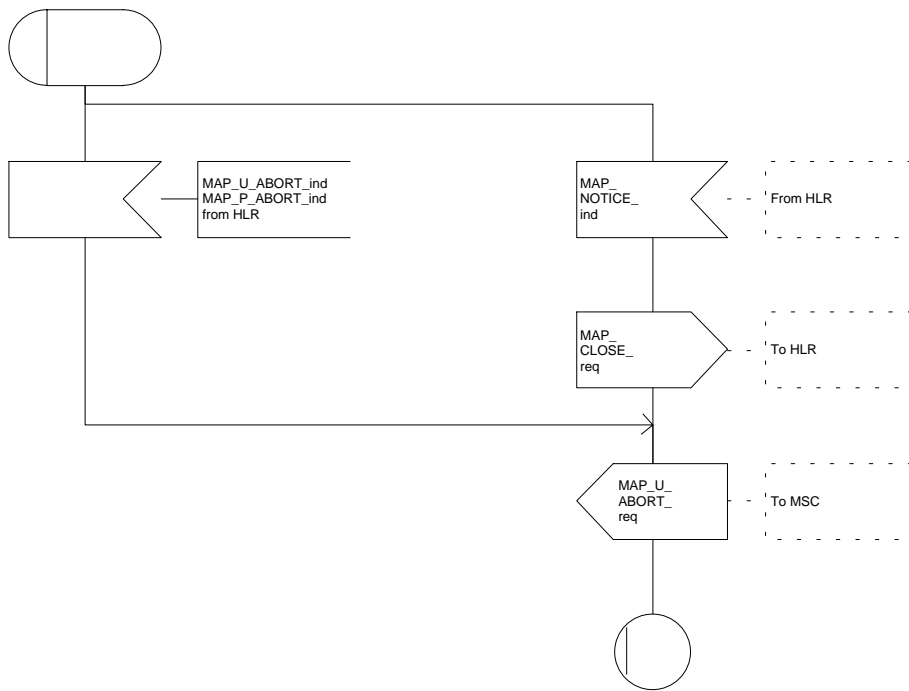 MAP_U_ABORT_ind
MAP_P_ABORT_ind
from HLR
MAP_
NOTICE_
ind
From HLR
MAP_
CLOSE_
req
To HLR
MAP_U_
ABORT_
req
To MSC